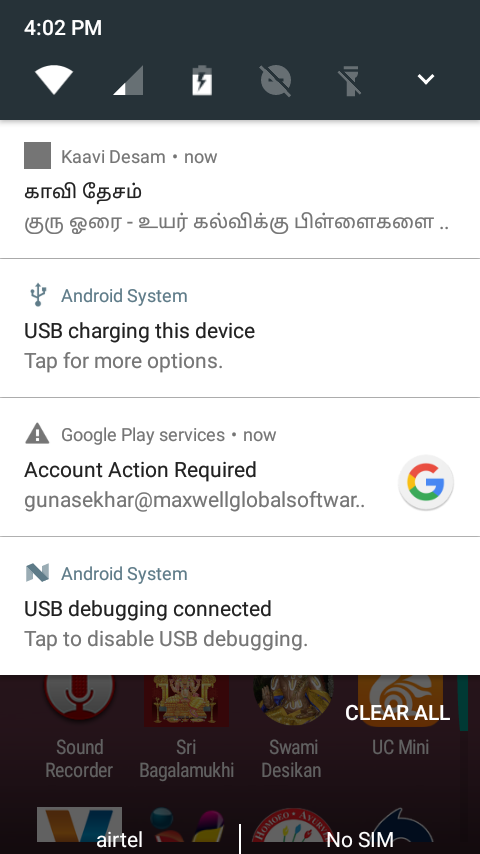 4:02 PM
Kaavi Desam • now
காவி தேசம்
குரு ஓரை - உயர் கல்விக்கு பிள்ளைகளை ..
Android System
USB charging this device
Tap for more options.
Google Play services • now
Account Action Required
gunasekhar@maxwellglobalsoftwar..
Android System
USB debugging connected
Tap to disable USB debugging.
CLEAR ALL
Sound Recorder
Sri Bagalamukhi
Swami Desikan
UC Mini
HOMOEO • AYURV
airtel
No SIM